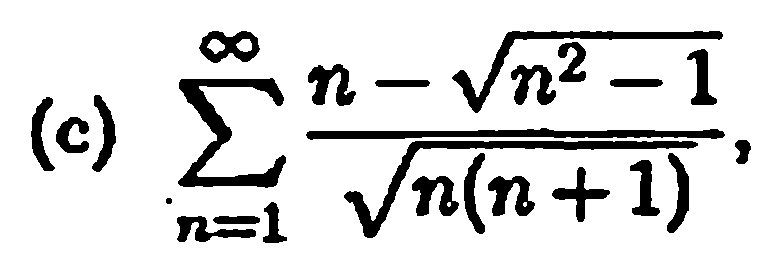 (c) $\sum_{n=1}^{\infty} \frac{n - \sqrt{n^2 - 1}}{\sqrt{n(n + 1)}},$